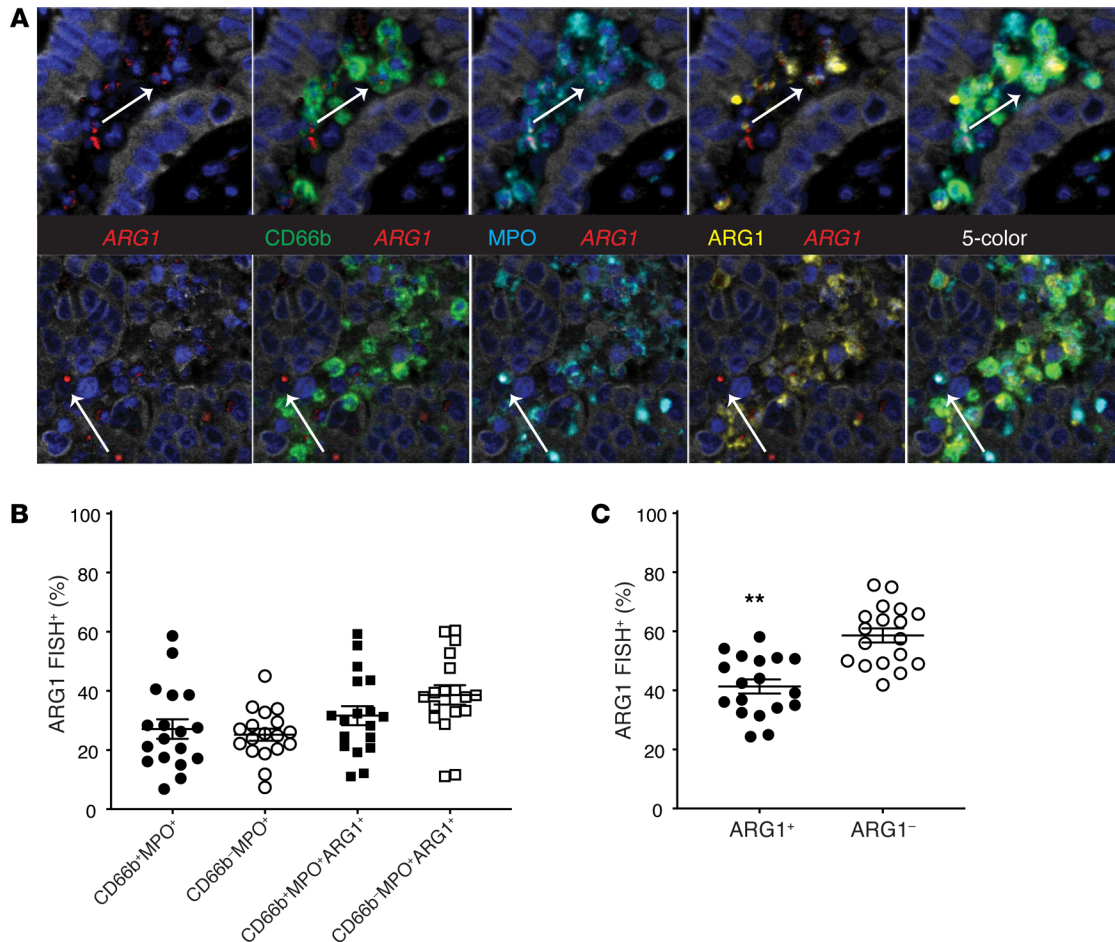 A
ARG1 CD66b ARG1 MPO ARG1 ARG1 ARG1 5-color
B
100
80
60
40
20
0
ARG1 FISH⁺ (%)
CD66b⁺MPO⁺
CD66b⁻MPO⁺
CD66b⁺MPO⁺ARG1⁺
CD66b⁻MPO⁺ARG1⁺
C
100
80
60
40
20
0
ARG1 FISH⁺ (%)
**
ARG1⁺ ARG1⁻